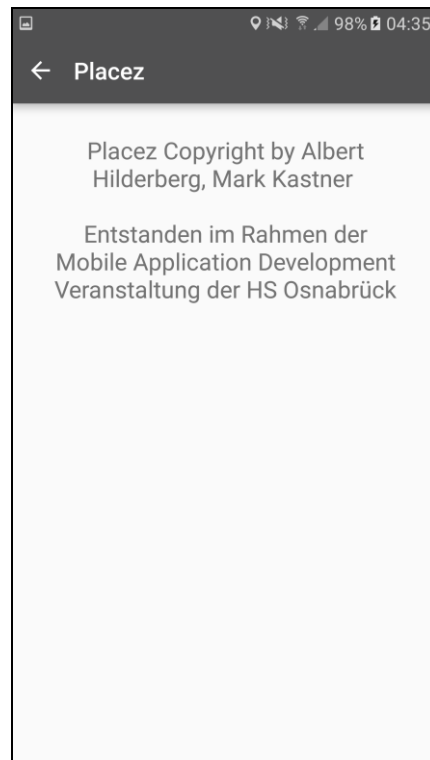 98% 04:35
Placez
Placez Copyright by Albert
Hilderberg, Mark Kastner
Entstanden im Rahmen der
Mobile Application Development
Veranstaltung der HS Osnabrück